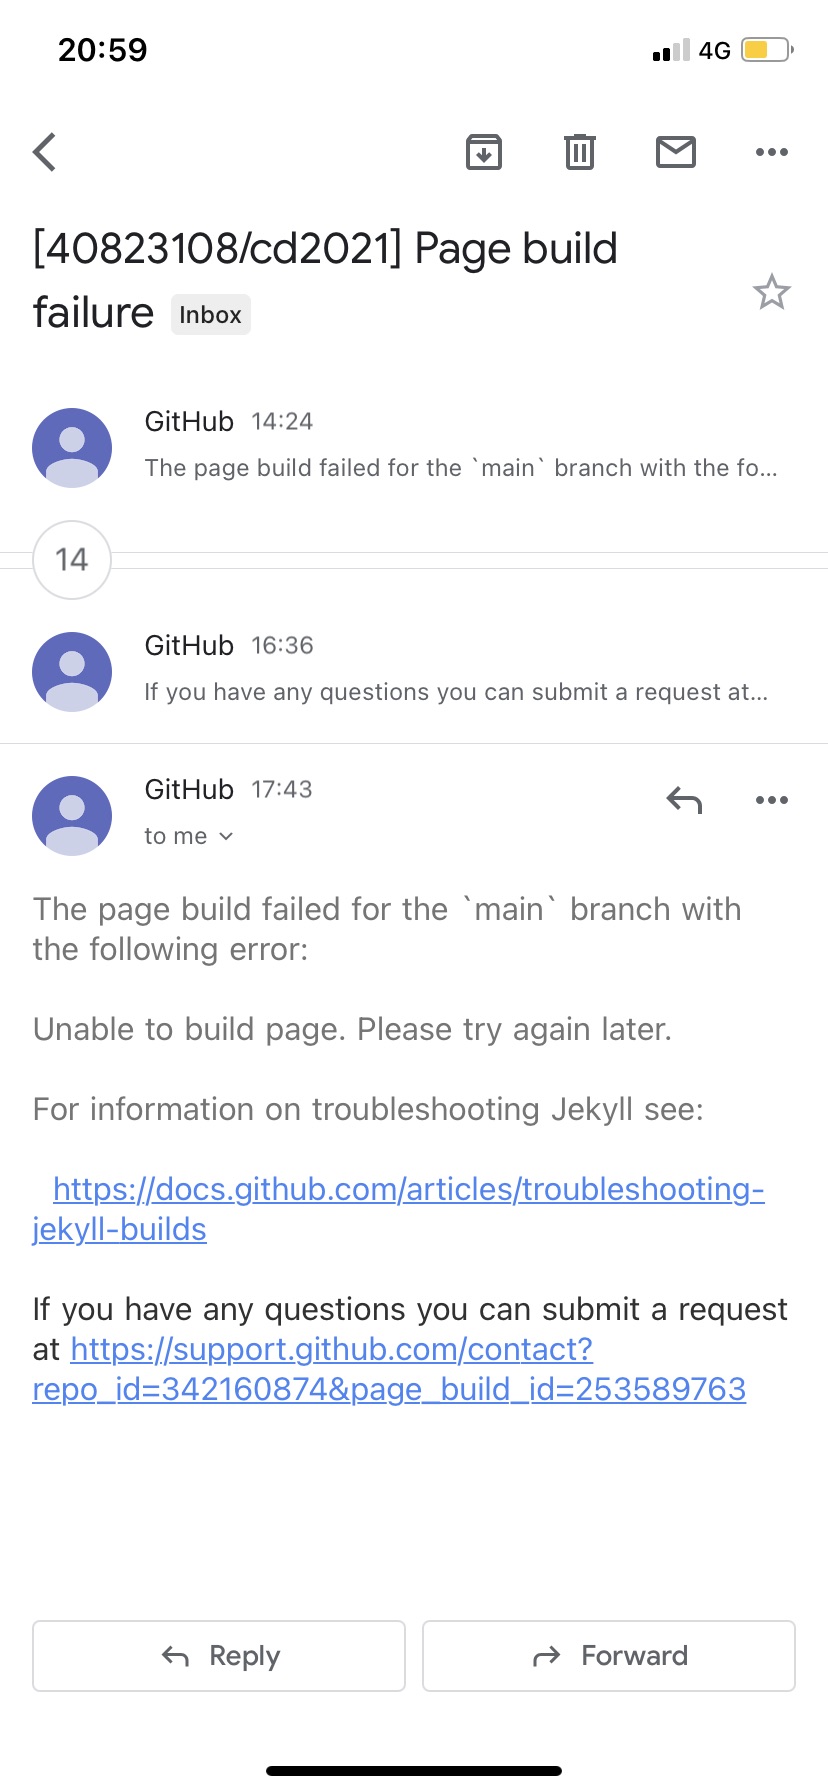 20:59
4G
[40823108/cd2021] Page build
failure Inbox
GitHub 14:24
The page build failed for the `main` branch with the fo...
14
GitHub 16:36
If you have any questions you can submit a request at...
GitHub 17:43
to me
The page build failed for the `main` branch with
the following error:
Unable to build page. Please try again later.
For information on troubleshooting Jekyll see:
https://docs.github.com/articles/troubleshooting-
jekyll-builds
If you have any questions you can submit a request
at https://support.github.com/contact?
repo_id=342160874&page_build_id=253589763
Reply
Forward